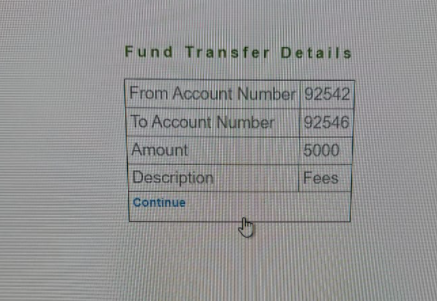 Fund Transfer Details
From Account Number 92542
To Account Number 92546
Amount 5000
Description Fees
Continue